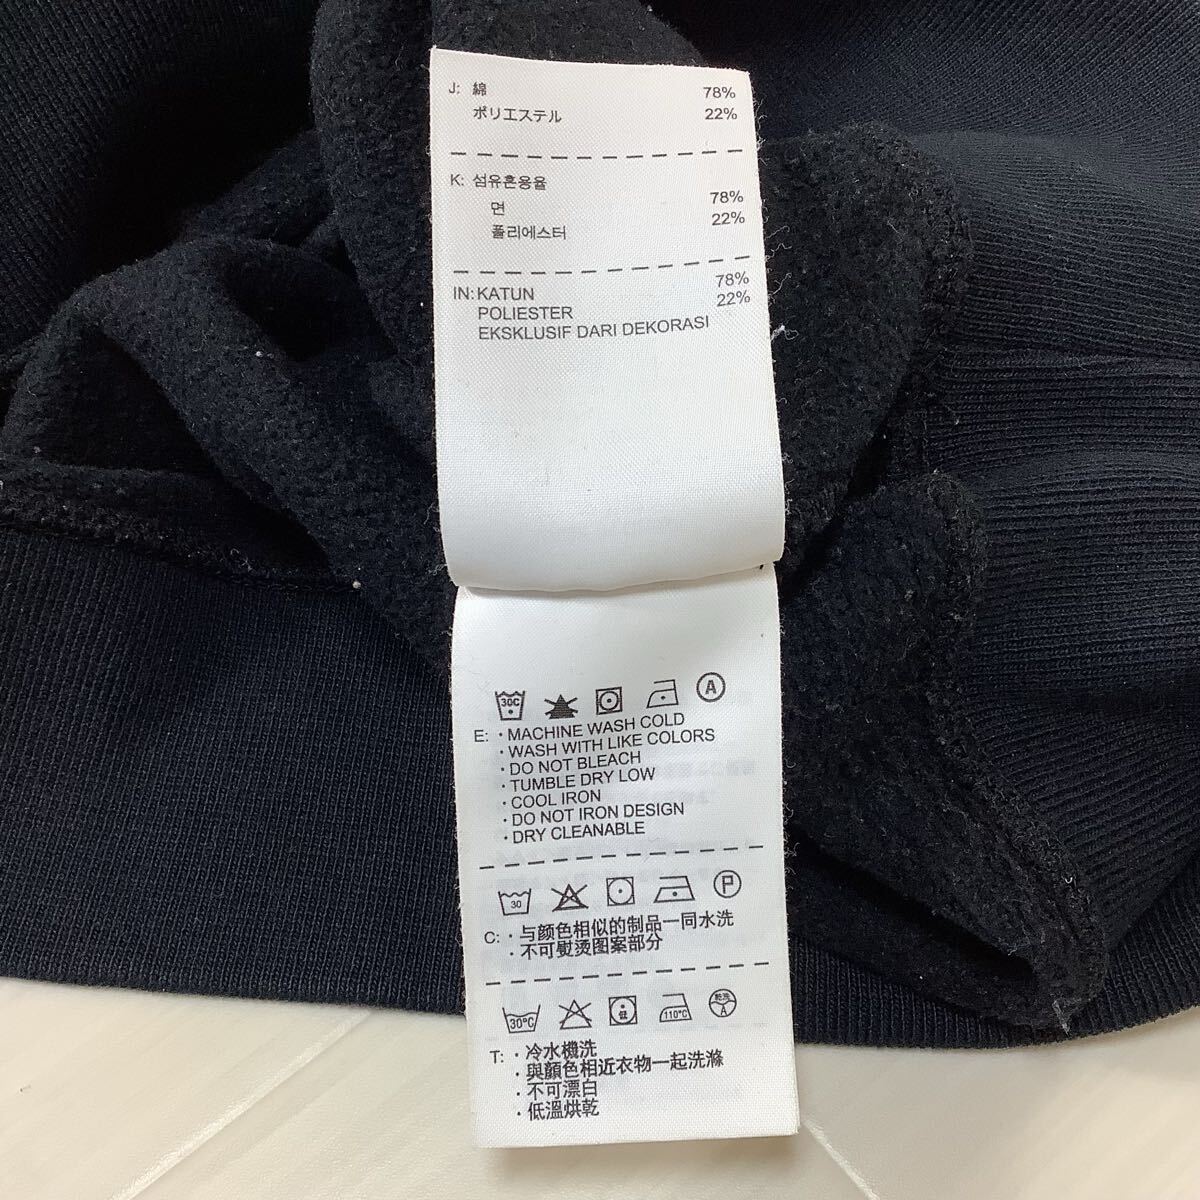 J: 綿 78%
ポリエステル 22%
K: 섬유혼용율
면 78%
폴리에스터 22%
IN: KATUN 78%
POLIESTER 22%
EKSKLUSIF DARI DEKORASI
30C A
E: · MACHINE WASH COLD
· WASH WITH LIKE COLORS
· DO NOT BLEACH
· TUMBLE DRY LOW
· COOL IRON
· DO NOT IRON DESIGN
· DRY CLEANABLE
30 P
C: · 与颜色相似的制品一同水洗
· 不可熨烫图案部分
30°C 低 110°C 乾洗 A
T: · 冷水機洗
· 與顏色相近衣物一起洗滌
· 不可漂白
· 低溫烘乾